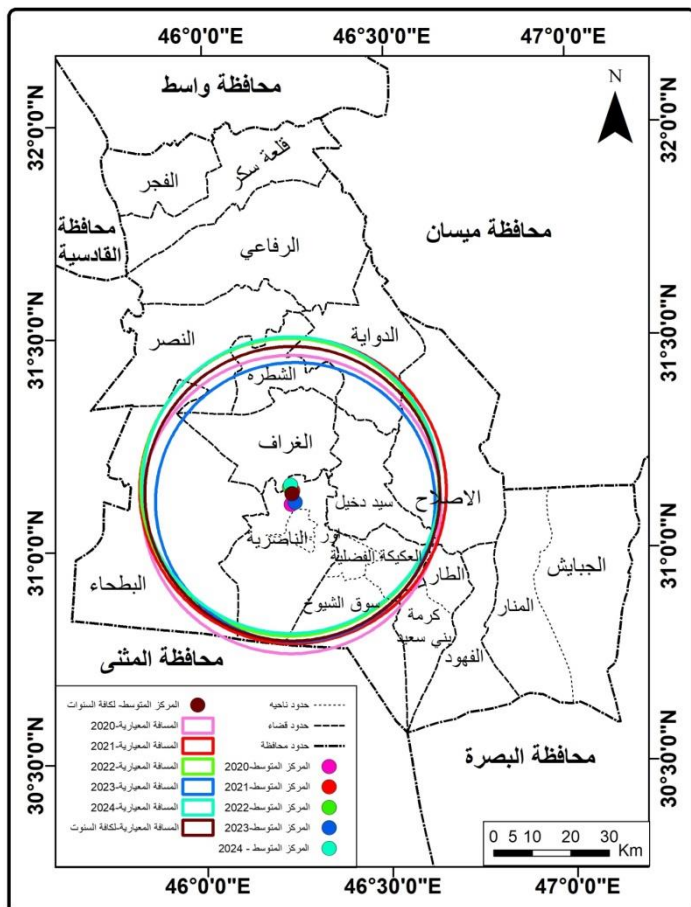 46°0'0"E 46°30'0"E 47°0'0"E
32°0'0"N
31°30'0"N
31°0'0"N
30°30'0"N
32°0'0"N
31°30'0"N
31°0'0"N
30°30'0"N
N
محافظة واسط
قلعة سكر
الفجر
محافظة
القادسية
محافظة ميسان
الرفاعي
النصر
الدواية
الشطره
الغراف
سيد دخيل
الاصلاح
الناصرية
اور
العكيكة الفضلية
الطار
الجبايش
المنار
البطحاء
سوق الشيوخ
كرمة
بني سعيد
الفهود
محافظة المثنى
محافظة البصرة
المركز المتوسط- لكافة السنوات
المسافة المعيارية-2020
المسافة المعيارية-2021
المسافة المعيارية-2022
المسافة المعيارية-2023
المسافة المعيارية-2024
المسافة المعيارية-لكافة السنوت
حدود ناحيه
حدود قضاء
حدود محافظة
المركز المتوسط-2020
المركز المتوسط-2021
المركز المتوسط-2022
المركز المتوسط-2023
المركز المتوسط - 2024
0 5 10 20 30
Km
46°0'0"E 46°30'0"E 47°0'0"E